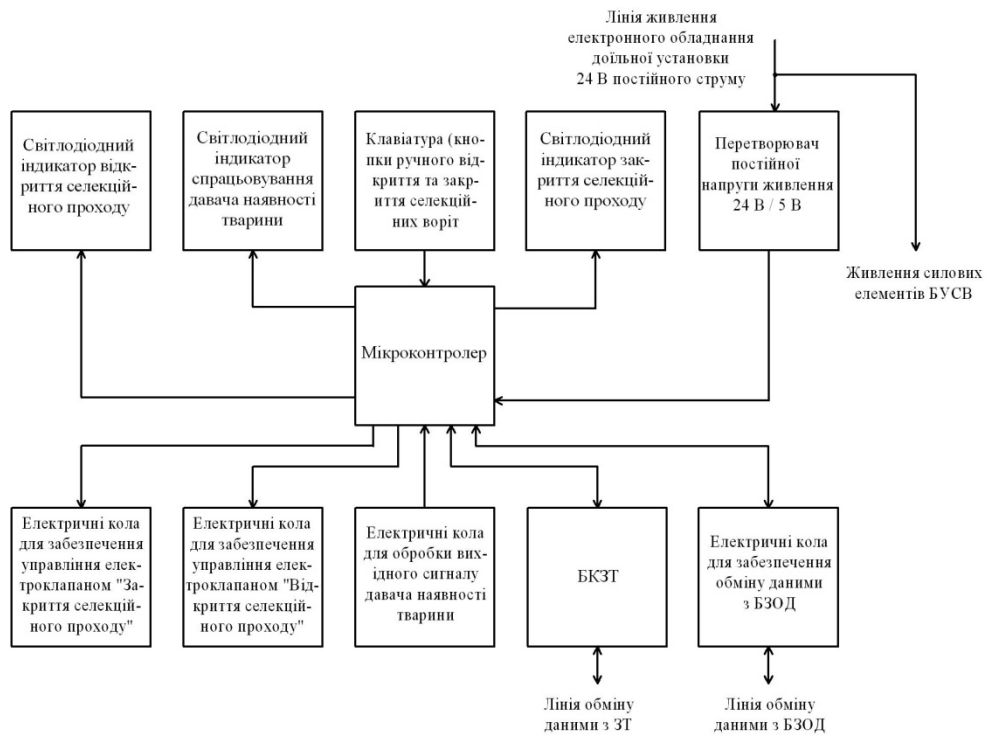 Лінія живлення
електронного обладнання
доїльної установки
24 В постійного струму
Світлодіодний
індикатор відк-
риття селекцій-
ного проходу
Світлодіодний
індикатор
спрацьовування
давача наявності
тварини
Клавіатура (кно-
пки ручного від-
криття та закр-
иття селекцій-
них воріт
Світлодіодний
індикатор зак-
риття селекцій-
ного проходу
Перетворювач
постійної
напруги живлення
24 В / 5 В
Живлення силових
елементів БУСВ
Мікроконтролер
Електричні кола
для забезпечення
управління елек-
троклапаном "За-
криття селекцій-
ного проходу"
Електричні кола
для забезпечення
управління елек-
троклапаном "Від-
криття селекцій-
ного проходу"
Електричні кола
для обробки вих-
ідного сигналу
давача наявності
тварини
БКЗТ
Електричні кола
для забезпечення
обміну даними
з БЗОД
Лінія обміну
даними з ЗТ
Лінія обміну
даними з БЗОД